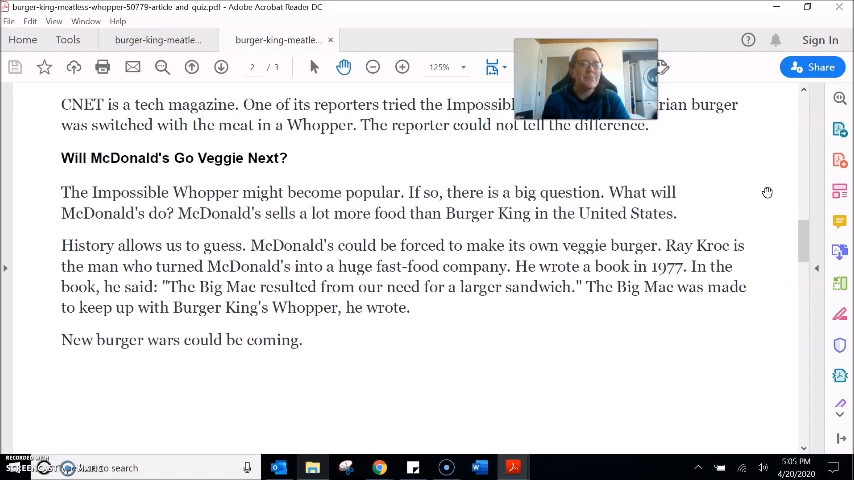 burger-king-meatless-whopper-50779-article and quiz.pdf - Adobe Acrobat Reader DC
File Edit View Window Help
Home Tools burger-king-meatle... burger-king-meatle... × Sign In
2 / 3 125% Share
CNET is a tech magazine. One of its reporters tried the Impossible burger
was switched with the meat in a Whopper. The reporter could not tell the difference.
Will McDonald's Go Veggie Next?
The Impossible Whopper might become popular. If so, there is a big question. What will
McDonald's do? McDonald's sells a lot more food than Burger King in the United States.
History allows us to guess. McDonald's could be forced to make its own veggie burger. Ray Kroc is
the man who turned McDonald's into a huge fast-food company. He wrote a book in 1977. In the
book, he said: "The Big Mac resulted from our need for a larger sandwich." The Big Mac was made
to keep up with Burger King's Whopper, he wrote.
New burger wars could be coming.
RECORDED WITH
to search
5:05 PM
4/20/2020